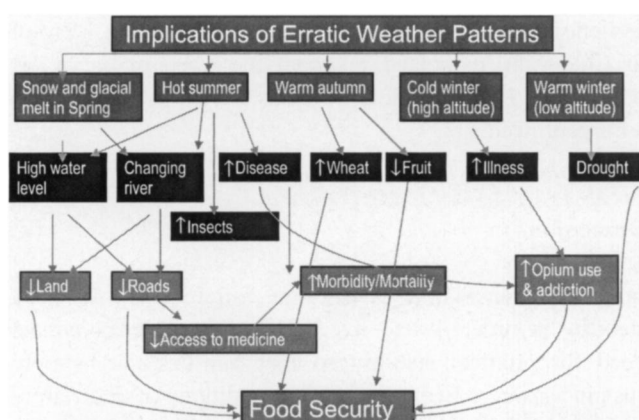 Implications of Erratic Weather Patterns
Snow and glacial
melt in Spring
Hot summer
Warm autumn
Cold winter
(high altitude)
Warm winter
(low altitude)
High water
level
Changing
river
↑Disease
↑Wheat
↓Fruit
↑Illness
Drought
↑Insects
↓Land
↓Roads
↑Morbidity/Mortality
↑Opium use
& addiction
↓Access to medicine
Food Security